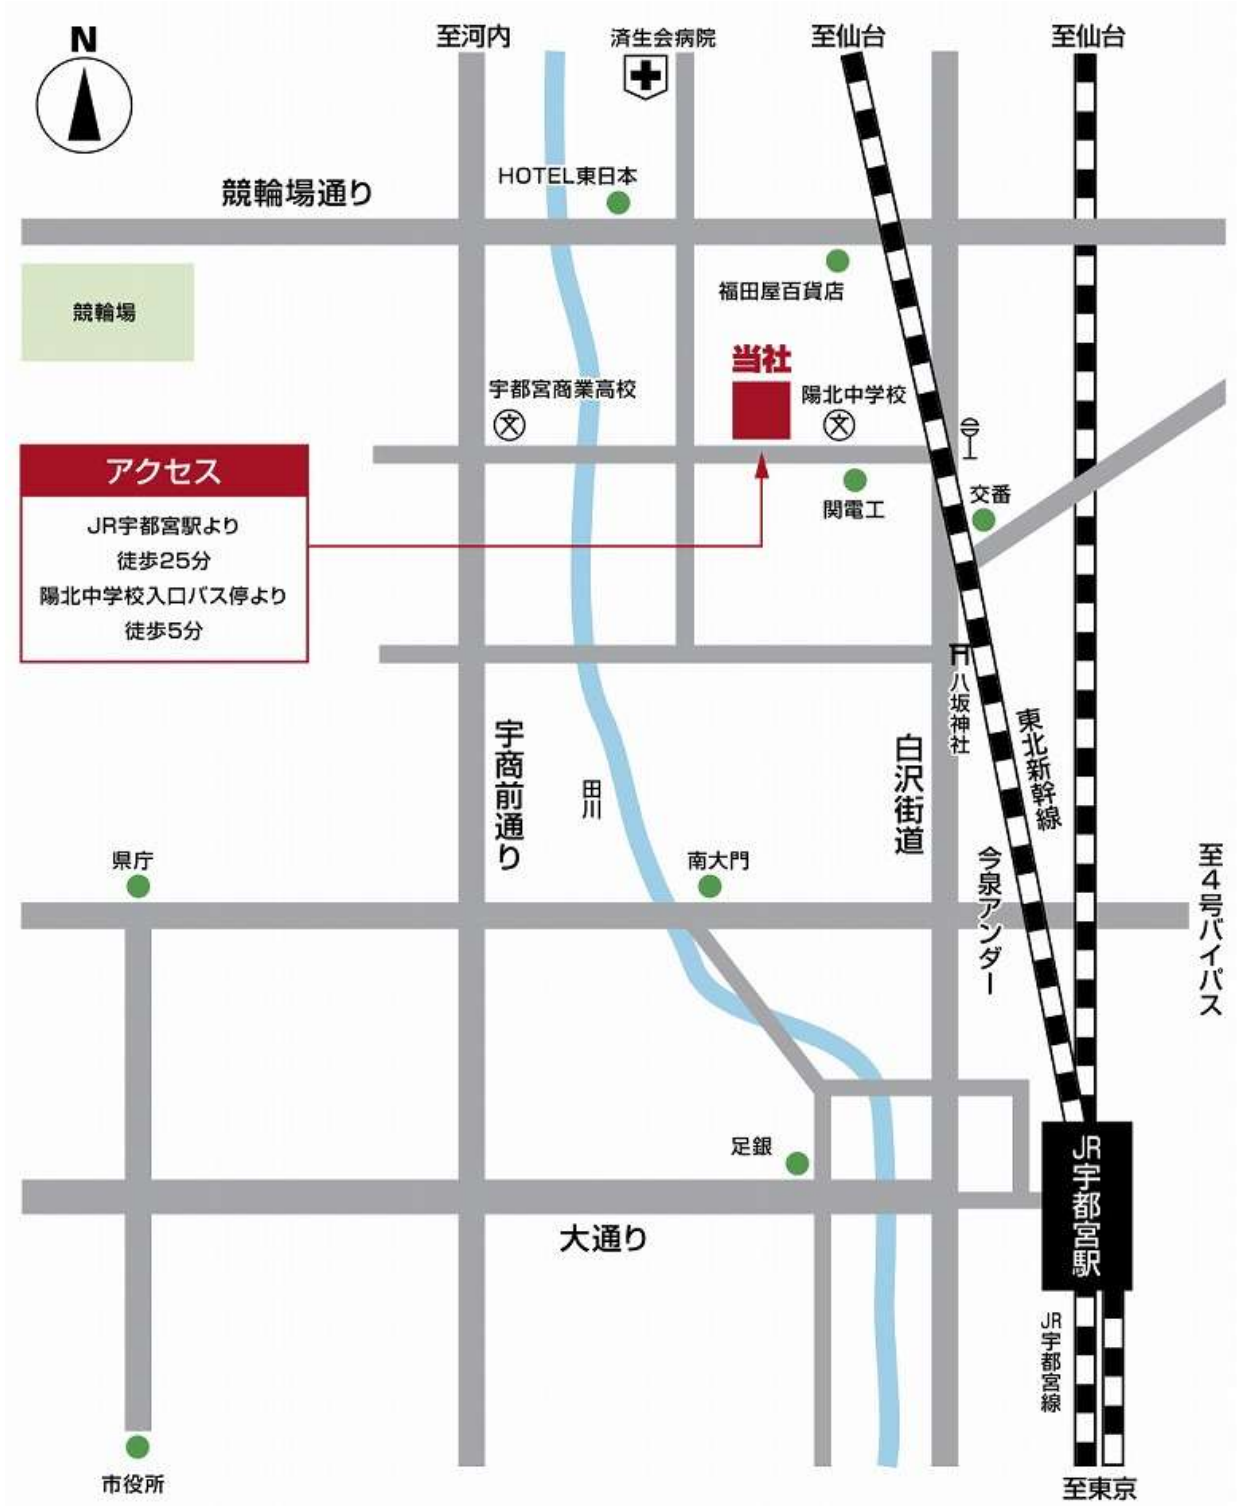 N
至河内
済生会病院
至仙台
至仙台
HOTEL東日本
競輪場通り
福田屋百貨店
競輪場
当社
宇都宮商業高校
文
陽北中学校
文
アクセス
JR宇都宮駅より
徒歩25分
陽北中学校入口バス停より
徒歩5分
関電工
交番
八坂神社
東北新幹線
宇商前通り
田川
白沢街道
今泉アンダー
至4号バイパス
県庁
南大門
足銀
大通り
JR宇都宮駅
JR宇都宮線
市役所
至東京